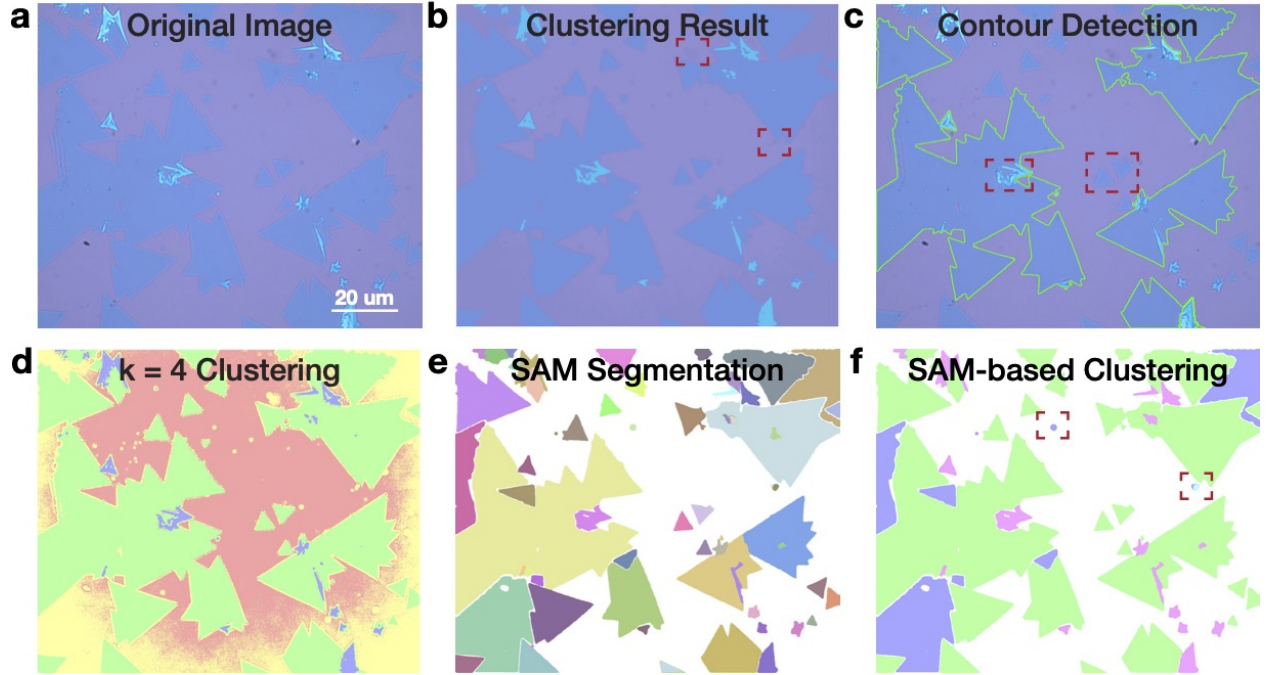 a Original Image
b Clustering Result
c Contour Detection
20 um
d k = 4 Clustering
e SAM Segmentation
f SAM-based Clustering